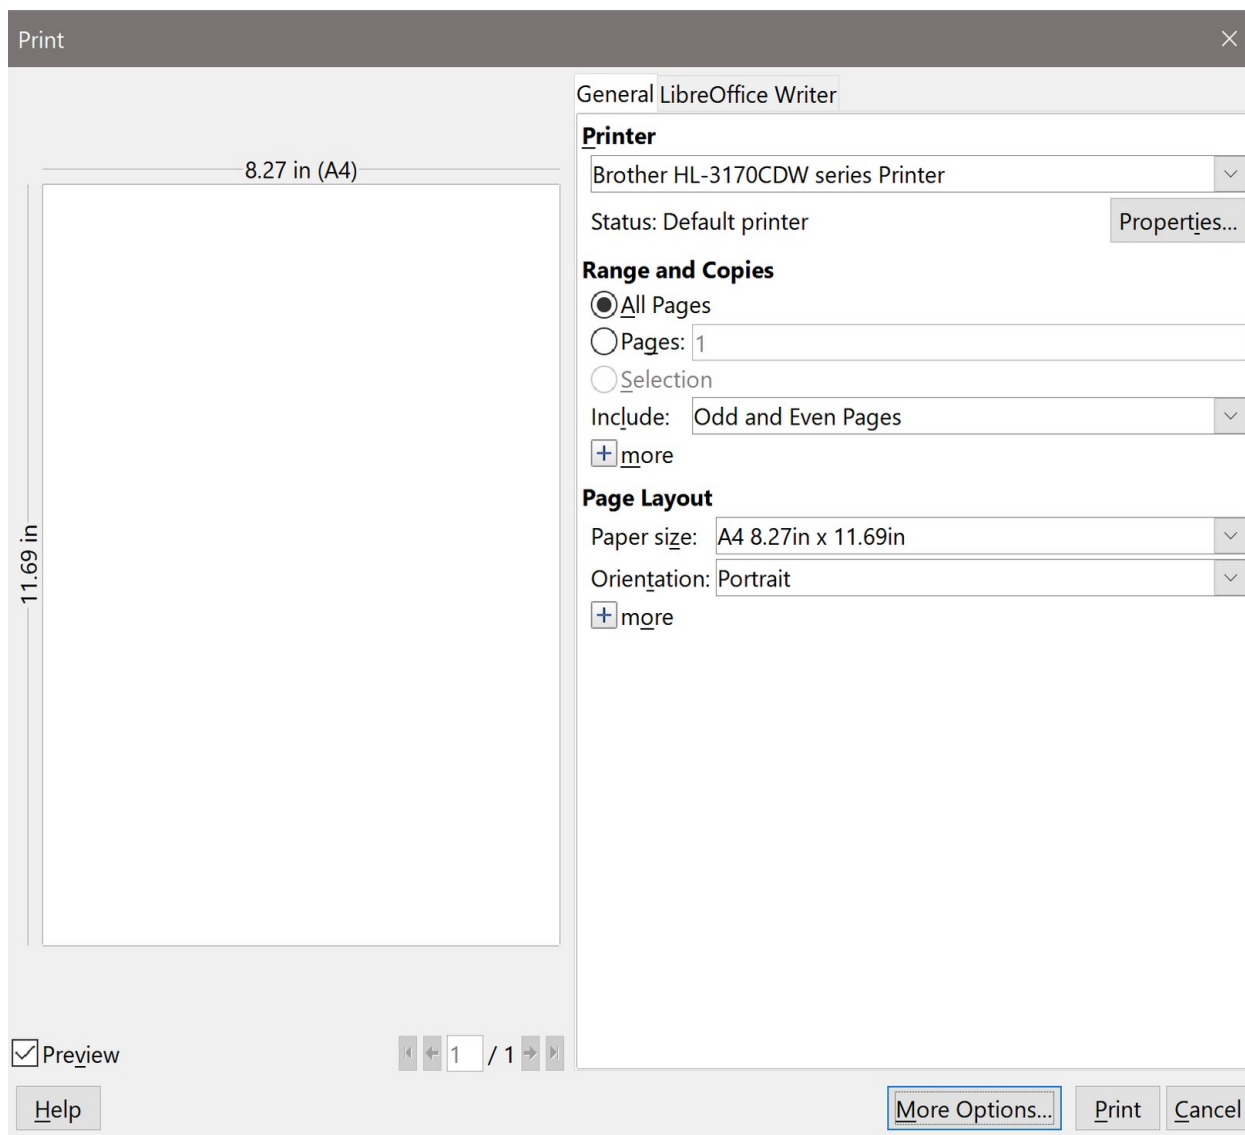 Print
General LibreOffice Writer
8.27 in (A4)
11.69 in
Printer
Brother HL-3170CDW series Printer
Status: Default printer
Properties...
Range and Copies
All Pages
Pages: 1
Selection
Include: Odd and Even Pages
more
Page Layout
Paper size: A4 8.27in x 11.69in
Orientation: Portrait
more
Preview
1 / 1
Help
More Options...
Print
Cancel